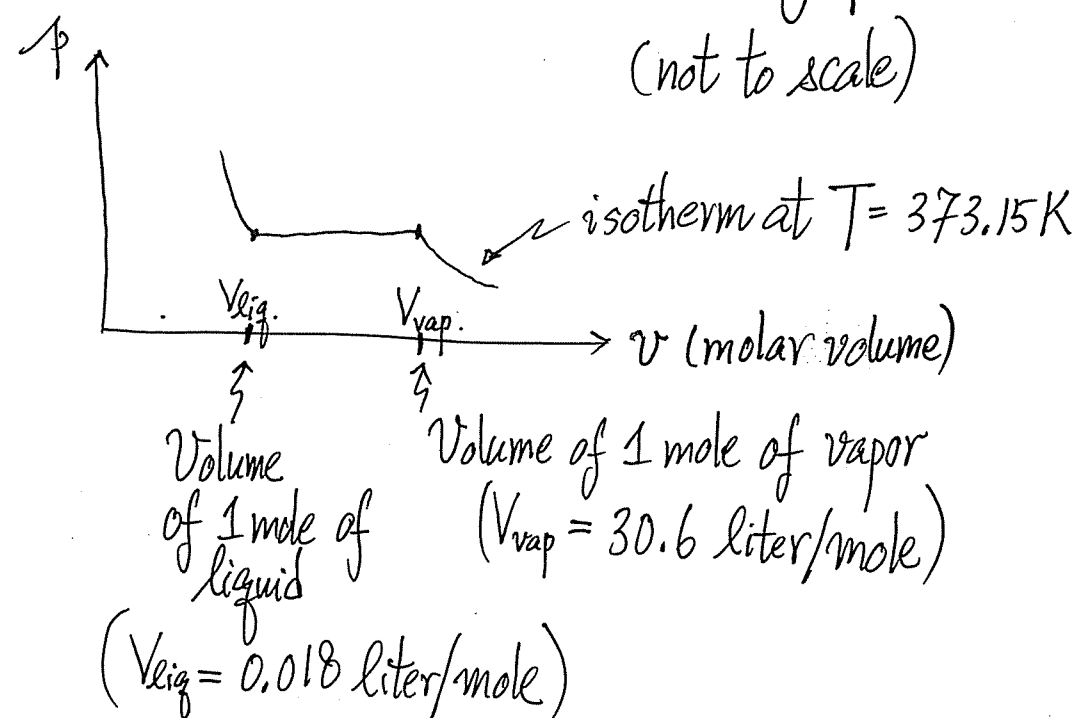 (not to scale)
p
isotherm at T = 373.15K
Vliq.
Vvap.
v (molar volume)
Volume
of 1 mole of
liquid
(Vliq = 0.018 liter/mole)
Volume of 1 mole of vapor
(Vvap = 30.6 liter/mole)